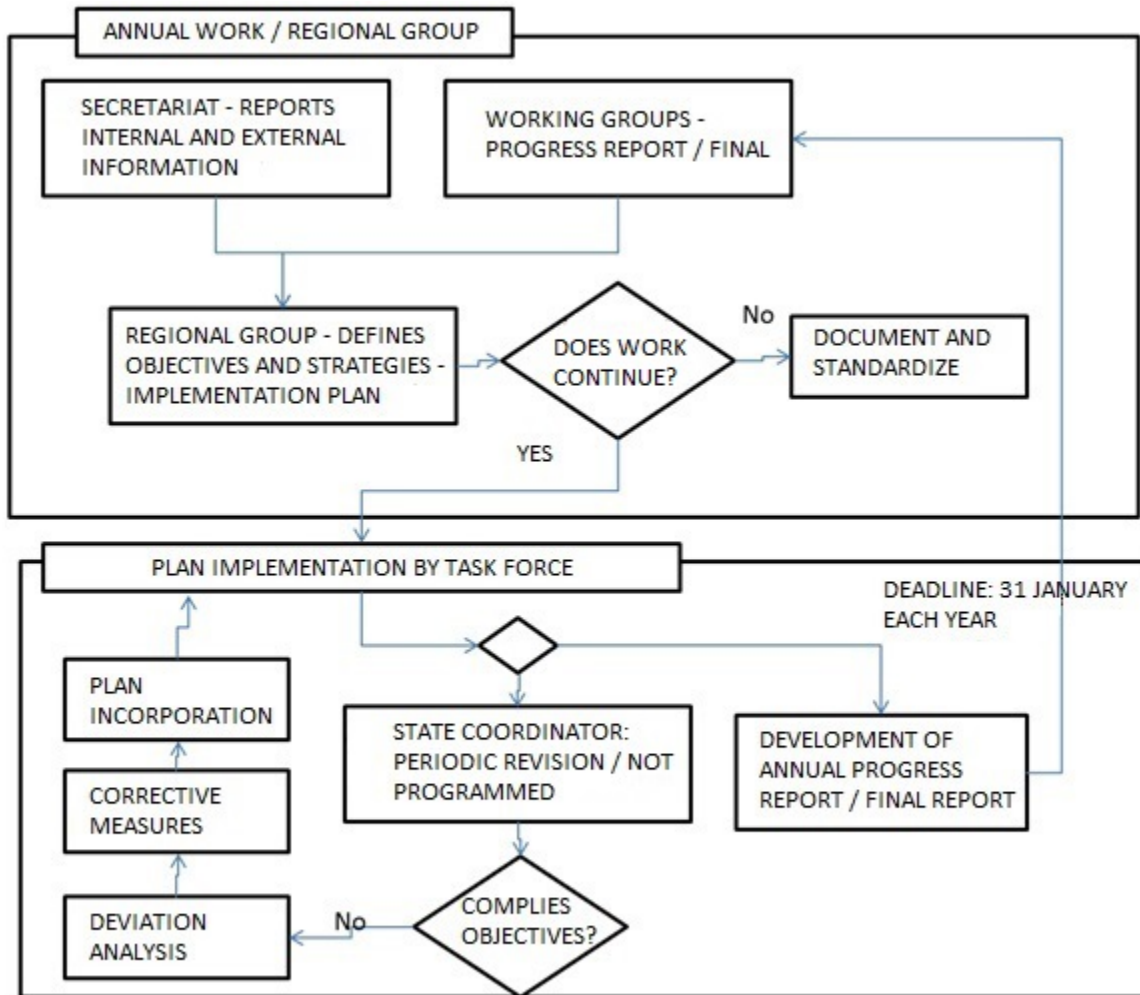 ANNUAL WORK / REGIONAL GROUP
SECRETARIAT - REPORTS
INTERNAL AND EXTERNAL
INFORMATION
WORKING GROUPS -
PROGRESS REPORT / FINAL
REGIONAL GROUP - DEFINES
OBJECTIVES AND STRATEGIES -
IMPLEMENTATION PLAN
DOES WORK
CONTINUE?
No
DOCUMENT AND
STANDARDIZE
YES
PLAN IMPLEMENTATION BY TASK FORCE
DEADLINE: 31 JANUARY
EACH YEAR
PLAN
INCORPORATION
STATE COORDINATOR:
PERIODIC REVISION / NOT
PROGRAMMED
DEVELOPMENT OF
ANNUAL PROGRESS
REPORT / FINAL REPORT
CORRECTIVE
MEASURES
DEVIATION
ANALYSIS
No
COMPLIES
OBJECTIVES?